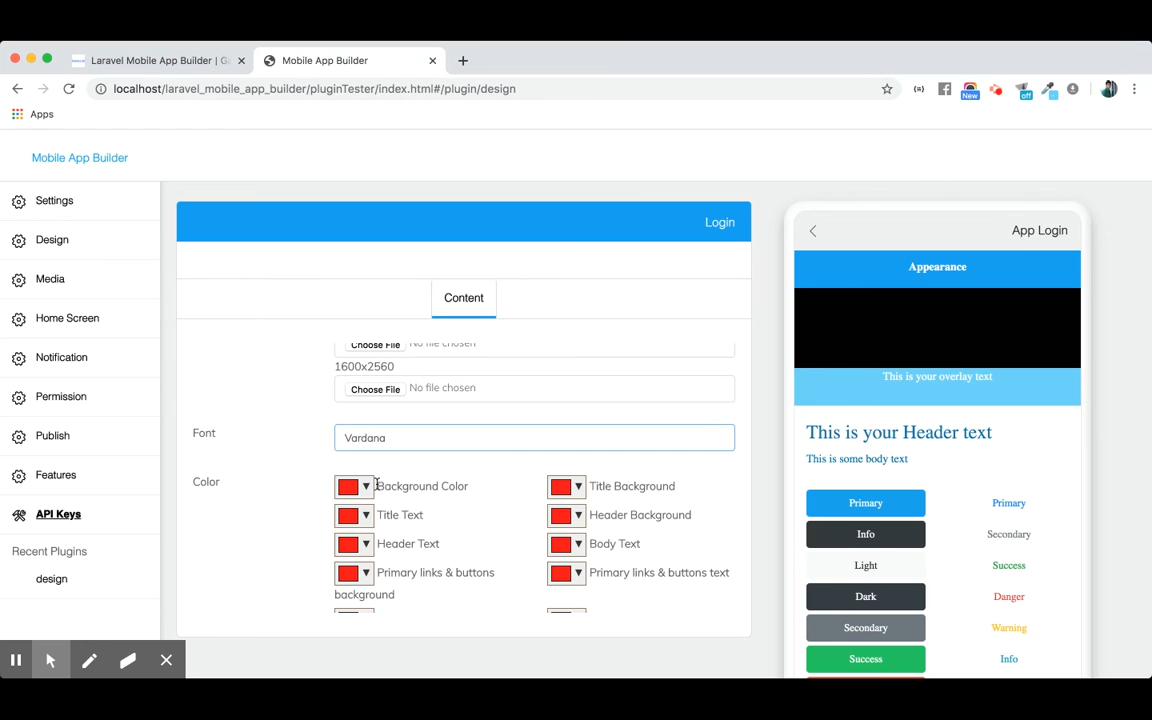 Laravel Mobile App Builder | G
Mobile App Builder
localhost/laravel_mobile_app_builder/pluginTester/index.html#/plugin/design
New
off
Apps
Mobile App Builder
Settings
Design
Media
Home Screen
Notification
Permission
Publish
Features
API Keys
Recent Plugins
design
Login
Content
Choose File No file chosen
1600x2560
Choose File No file chosen
Font
Vardana
Color
Background Color
Title Background
Title Text
Header Background
Header Text
Body Text
Primary links & buttons background
Primary links & buttons text
App Login
Appearance
This is your overlay text
This is your Header text
This is some body text
Primary Primary
Info Secondary
Light Success
Dark Danger
Secondary Warning
Success Info